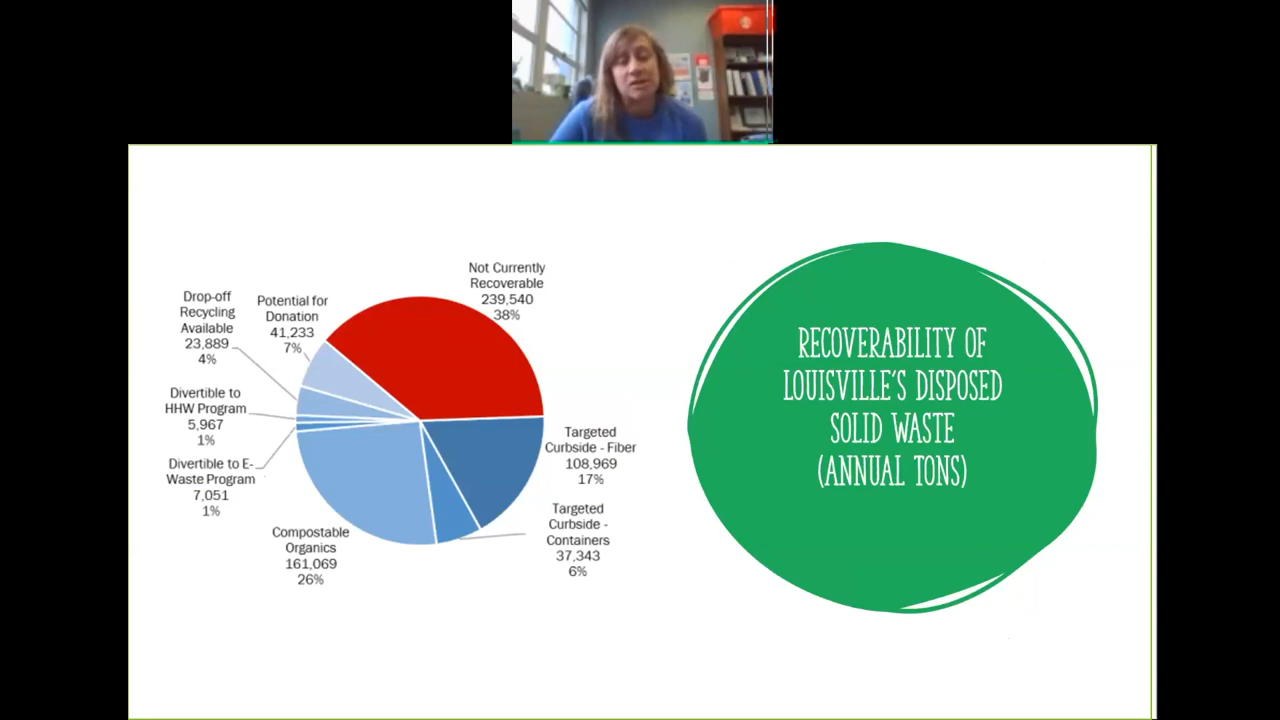 Not Currently
Recoverable
239,540
38%
Drop-off
Recycling
Available
23,889
4%
Potential for
Donation
41,233
7%
Divertible to
HHW Program
5,967
1%
Divertible to E-
Waste Program
7,051
1%
Compostable
Organics
161,069
26%
Targeted
Curbside - Fiber
108,969
17%
Targeted
Curbside -
Containers
37,343
6%
RECOVERABILITY OF
LOUISVILLE'S DISPOSED
SOLID WASTE
(ANNUAL TONS)